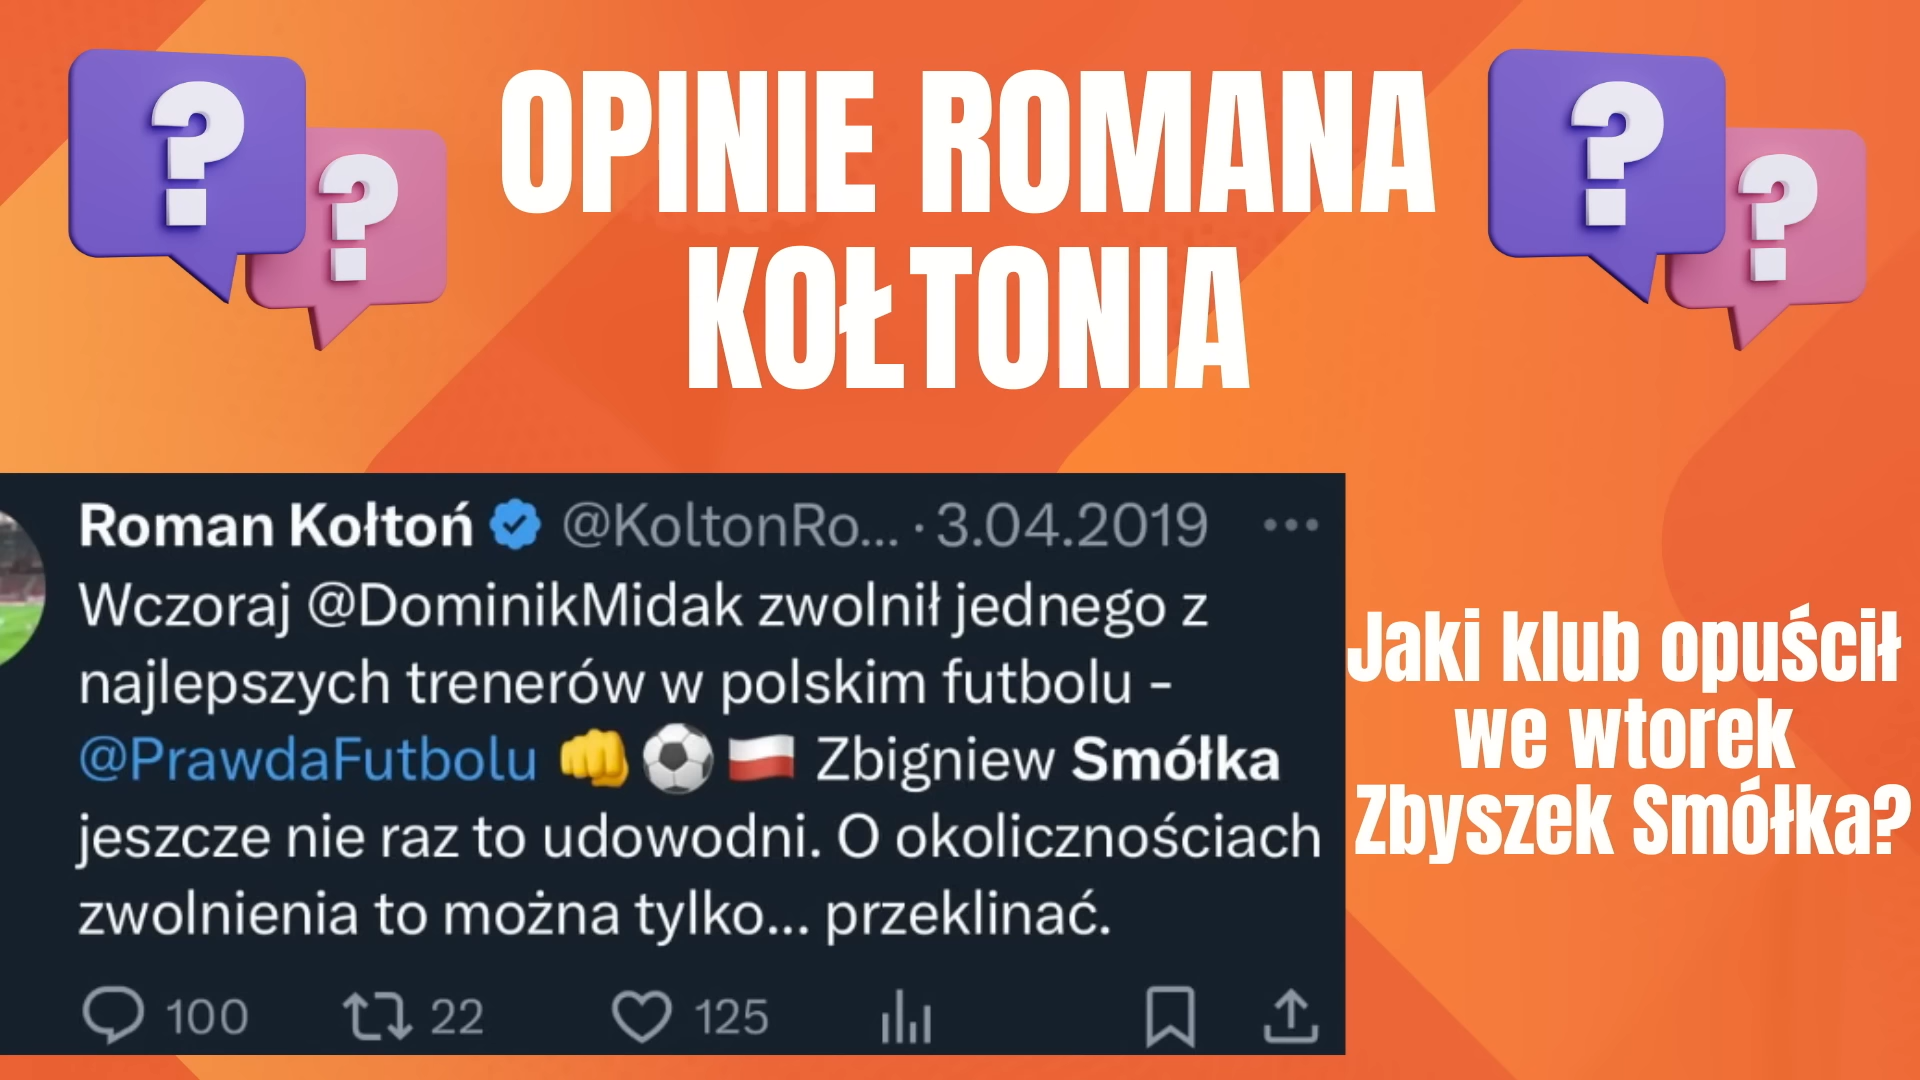 ? ? OPINIE ROMANA ? ?
KOŁTONIA
Roman Kołtoń @KoltonRo... · 3.04.2019
Wczoraj @DominikMidak zwolnił jednego z
najlepszych trenerów w polskim futbolu -
@PrawdaFutbolu 👊⚽🇵🇱 Zbigniew Smółka
jeszcze nie raz to udowodni. O okolicznościach
zwolnienia to można tylko... przeklinać.
100 22 125
Jaki klub opuścił
we wtorek
Zbyszek Smółka?